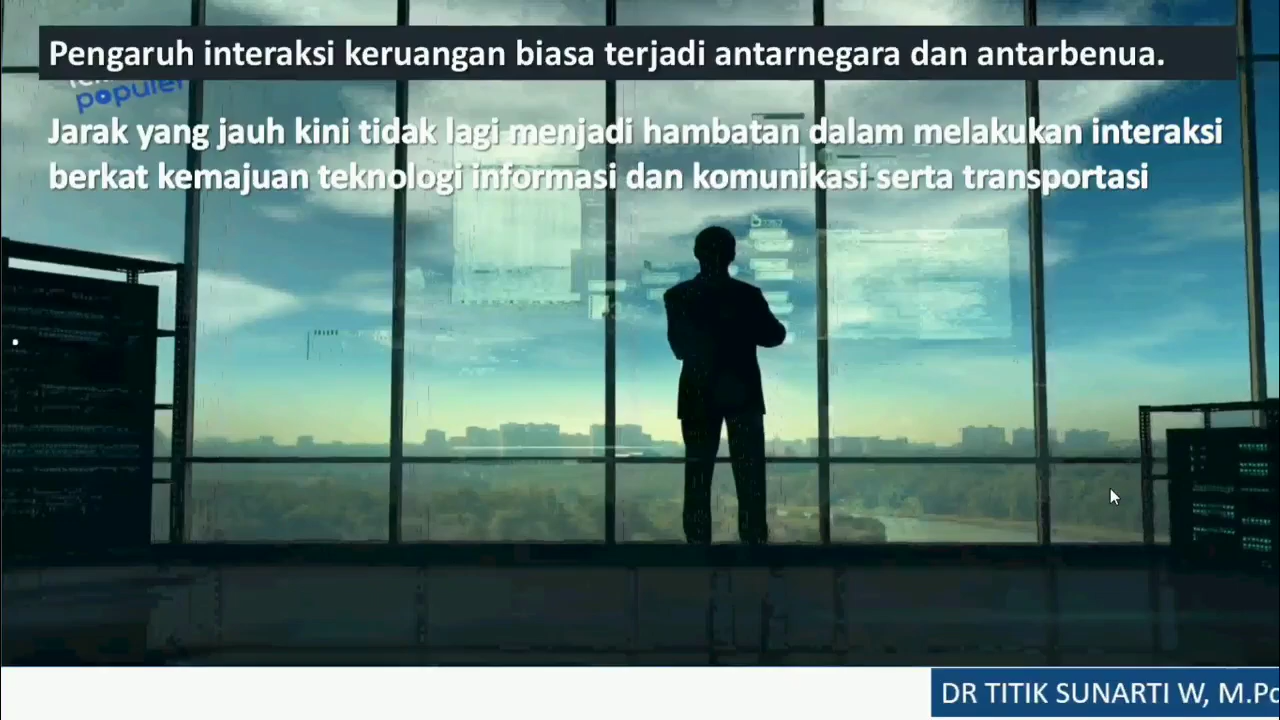 Pengaruh interaksi keruangan biasa terjadi antarnegara dan antarbenua.
populer
Jarak yang jauh kini tidak lagi menjadi hambatan dalam melakukan interaksi
berkat kemajuan teknologi informasi dan komunikasi serta transportasi
DR TITIK SUNARTI W, M.Pd